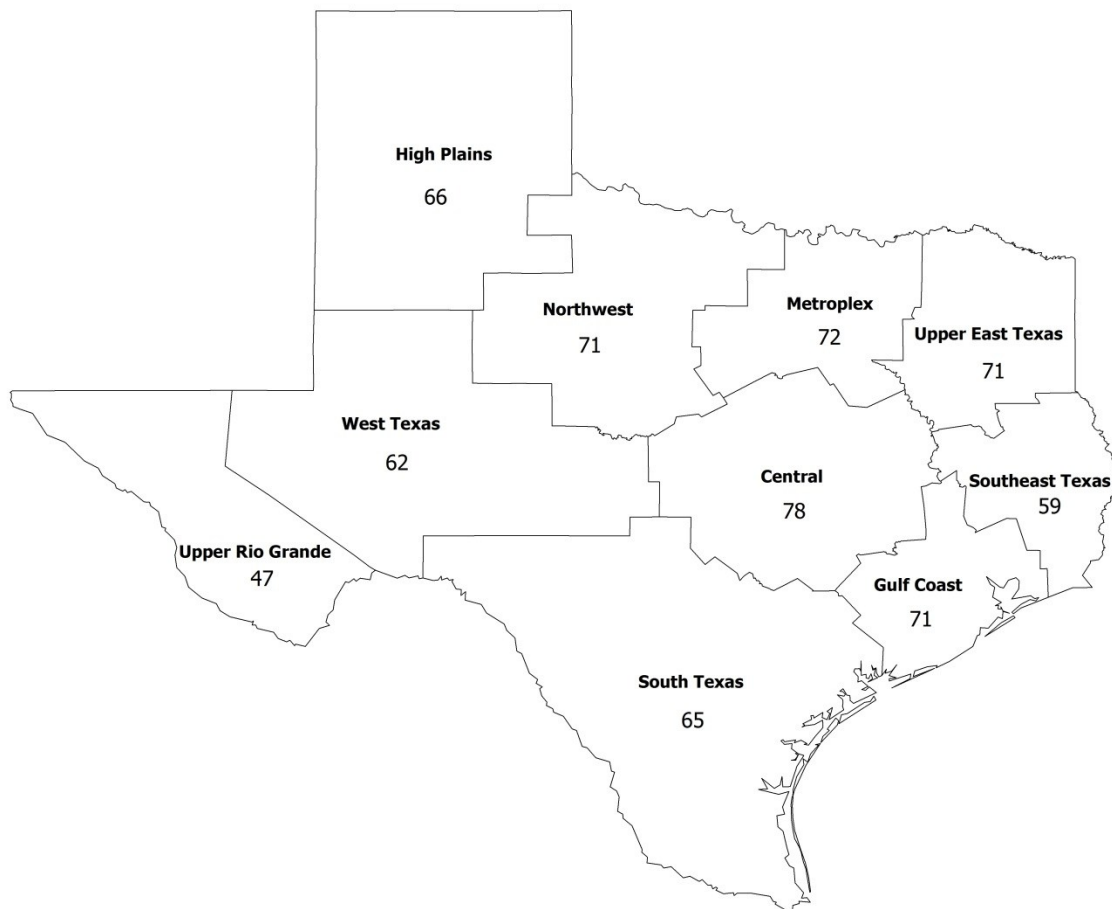 High Plains
66
Northwest
71
Metroplex
72
Upper East Texas
71
West Texas
62
Central
78
Southeast Texas
59
Upper Rio Grande
47
Gulf Coast
71
South Texas
65